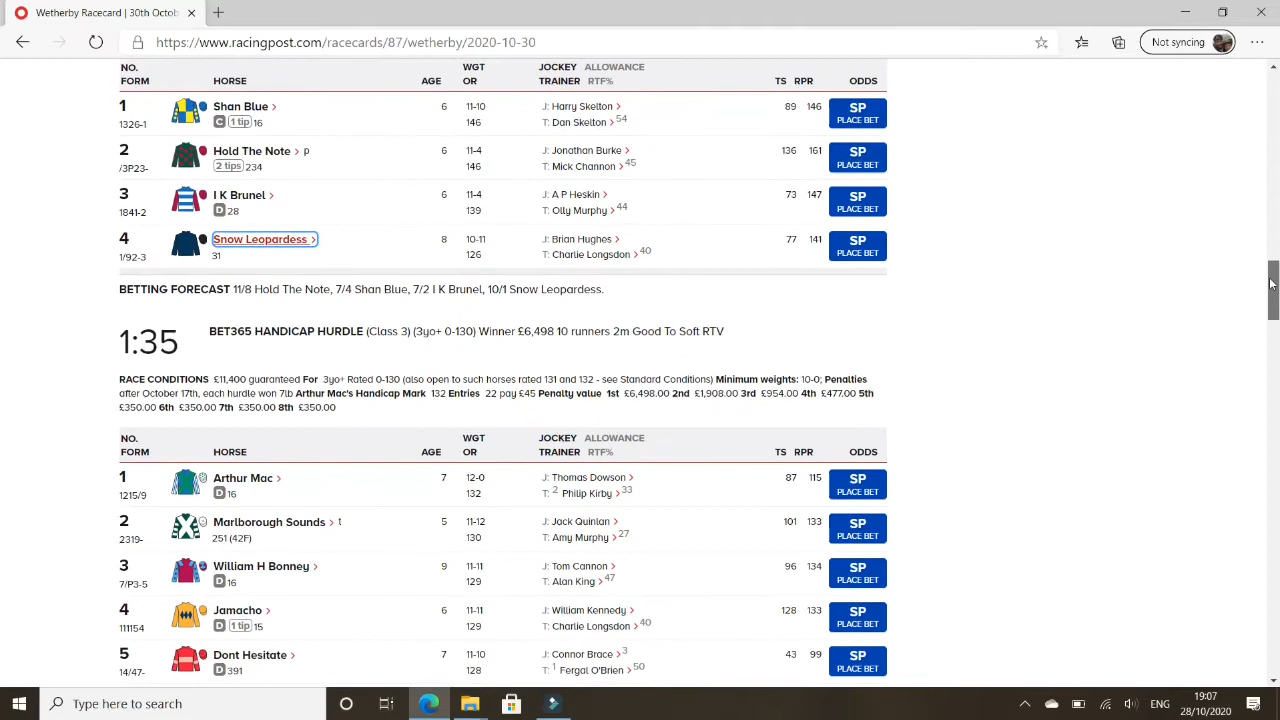 Wetherby Racecard | 30th Octob
https://www.racingpost.com/racecards/87/wetherby/2020-10-30
Not syncing
NO. FORM HORSE AGE WGT OR JOCKEY ALLOWANCE TRAINER RTF% TS RPR ODDS
1 Shan Blue 6 11-10 J: Harry Skelton 89 146 SP
1326-1 C 1 tip 16 146 T: Dan Skelton 54 PLACE BET
2 Hold The Note p 6 11-4 J: Jonathan Burke 136 161 SP
/3P23- 2 tips 234 146 T: Mick Channon 45 PLACE BET
3 I K Brunel 6 11-4 J: A P Heskin 73 147 SP
1841-2 D 28 139 T: Olly Murphy 44 PLACE BET
4 Snow Leopardess 8 10-11 J: Brian Hughes 77 141 SP
1/92-3 31 126 T: Charlie Longsdon 40 PLACE BET
BETTING FORECAST 11/8 Hold The Note, 7/4 Shan Blue, 7/2 I K Brunel, 10/1 Snow Leopardess.
1:35 BET365 HANDICAP HURDLE (Class 3) (3yo+ 0-130) Winner £6,498 10 runners 2m Good To Soft RTV
RACE CONDITIONS £11,400 guaranteed For 3yo+ Rated 0-130 (also open to such horses rated 131 and 132 - see Standard Conditions) Minimum weights: 10-0; Penalties
after October 17th, each hurdle won 7lb Arthur Mac's Handicap Mark 132 Entries 22 pay £45 Penalty value 1st £6,498.00 2nd £1,908.00 3rd £954.00 4th £477.00 5th
£350.00 6th £350.00 7th £350.00 8th £350.00
NO. FORM HORSE AGE WGT OR JOCKEY ALLOWANCE TRAINER RTF% TS RPR ODDS
1 Arthur Mac 7 12-0 J: Thomas Dowson 87 115 SP
1215/9 D 16 132 T: 2 Philip Kirby 33 PLACE BET
2 Marlborough Sounds t 5 11-12 J: Jack Quinlan 101 133 SP
2319- 251 (42F) 130 T: Amy Murphy 27 PLACE BET
3 William H Bonney 9 11-11 J: Tom Cannon 96 134 SP
7/P3-5 D 16 129 T: Alan King 47 PLACE BET
4 Jamacho 6 11-11 J: William Kennedy 128 133 SP
111154 D 1 tip 15 129 T: Charlie Longsdon 40 PLACE BET
5 Dont Hesitate 7 11-10 J: Connor Brace 3 43 99 SP
14/47- D 391 128 T: 1 Fergal O'Brien 50 PLACE BET
Type here to search
ENG
19:07
28/10/2020